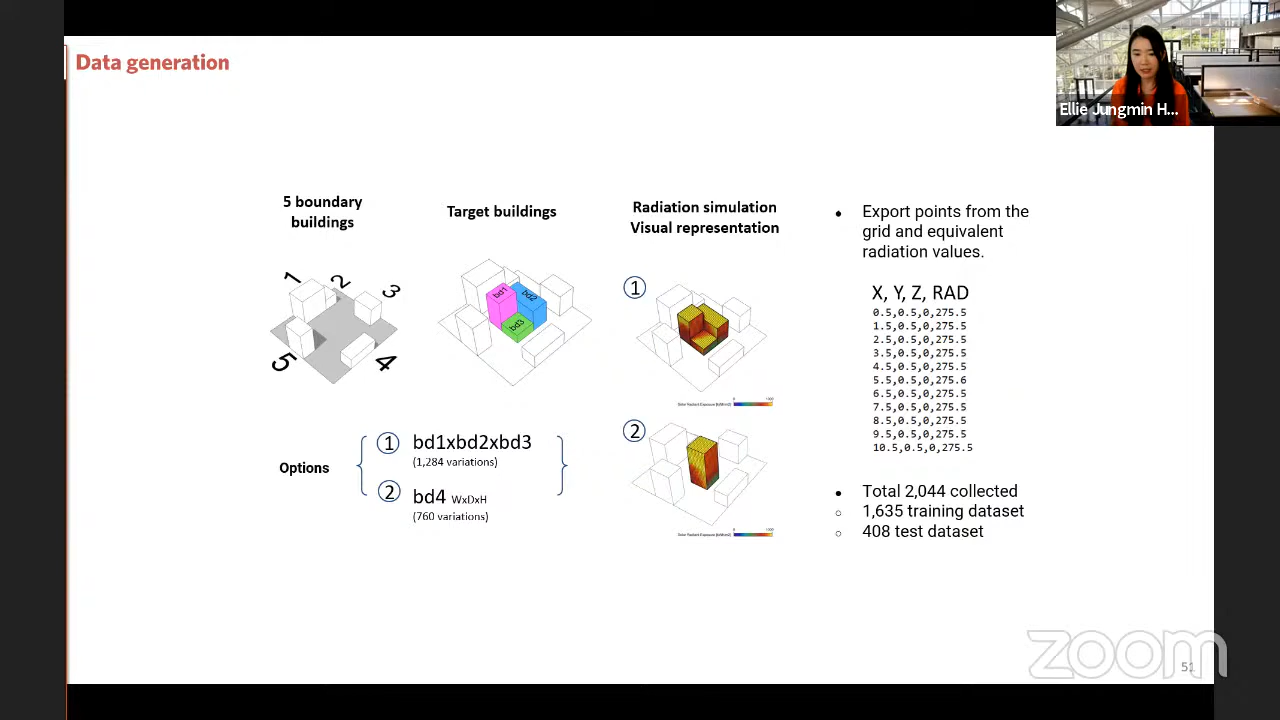 Data generation
Ellie Jungmin H...
5 boundary
buildings
1
2
3
4
5
Target buildings
bd1
bd2
bd3
Radiation simulation
Visual representation
1
2
Options
1 bd1xbd2xbd3
(1,284 variations)
2 bd4 WxDxH
(760 variations)
• Export points from the
grid and equivalent
radiation values.
X, Y, Z, RAD
0.5,0.5,0,275.5
1.5,0.5,0,275.5
2.5,0.5,0,275.5
3.5,0.5,0,275.5
4.5,0.5,0,275.5
5.5,0.5,0,275.6
6.5,0.5,0,275.5
7.5,0.5,0,275.5
8.5,0.5,0,275.5
9.5,0.5,0,275.5
10.5,0.5,0,275.5
• Total 2,044 collected
○ 1,635 training dataset
○ 408 test dataset
zoom
51